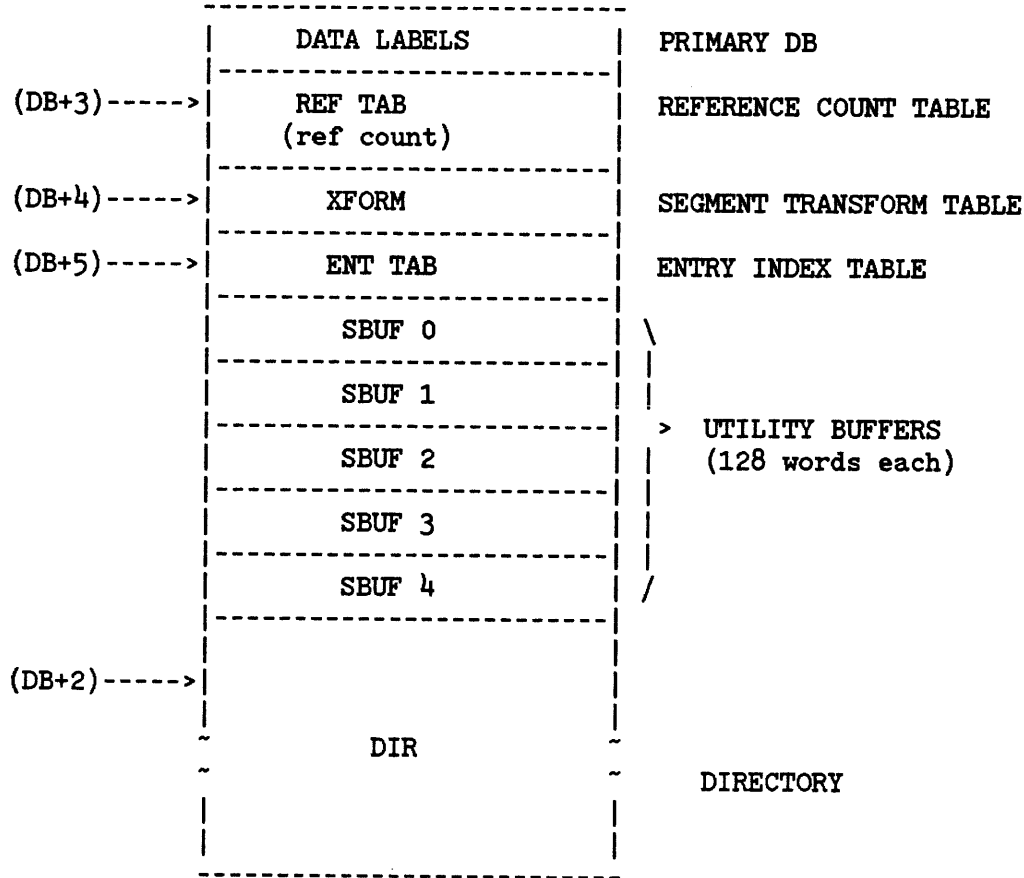 DATA LABELS PRIMARY DB
(DB+3)-----> REF TAB REFERENCE COUNT TABLE
(ref count)
(DB+4)-----> XFORM SEGMENT TRANSFORM TABLE
(DB+5)-----> ENT TAB ENTRY INDEX TABLE
SBUF 0
SBUF 1
SBUF 2 > UTILITY BUFFERS
(128 words each)
SBUF 3
SBUF 4
(DB+2)----->
DIR
DIRECTORY